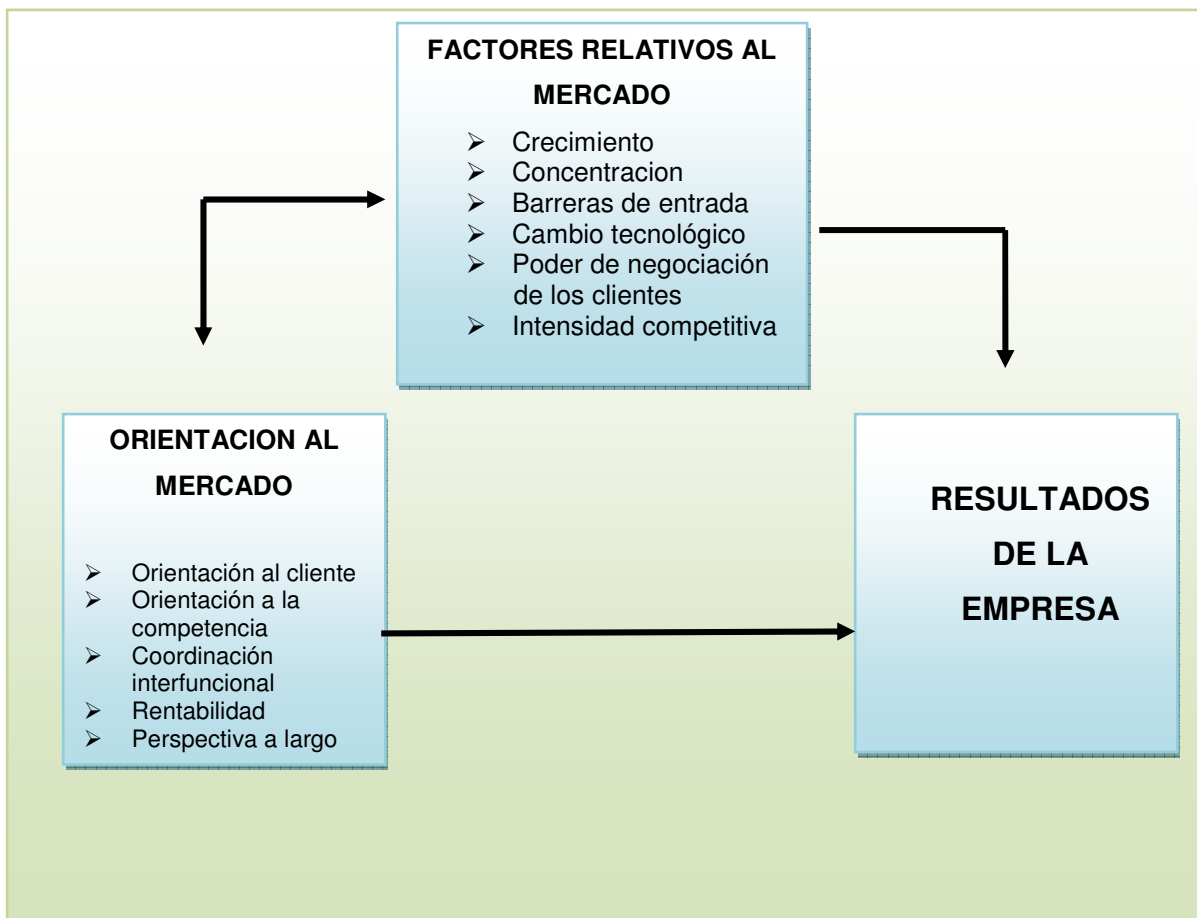 FACTORES RELATIVOS AL
MERCADO
➢ Crecimiento
➢ Concentracion
➢ Barreras de entrada
➢ Cambio tecnológico
➢ Poder de negociación
de los clientes
➢ Intensidad competitiva
ORIENTACION AL
MERCADO
➢ Orientación al cliente
➢ Orientación a la
competencia
➢ Coordinación
interfuncional
➢ Rentabilidad
➢ Perspectiva a largo
RESULTADOS
DE LA
EMPRESA